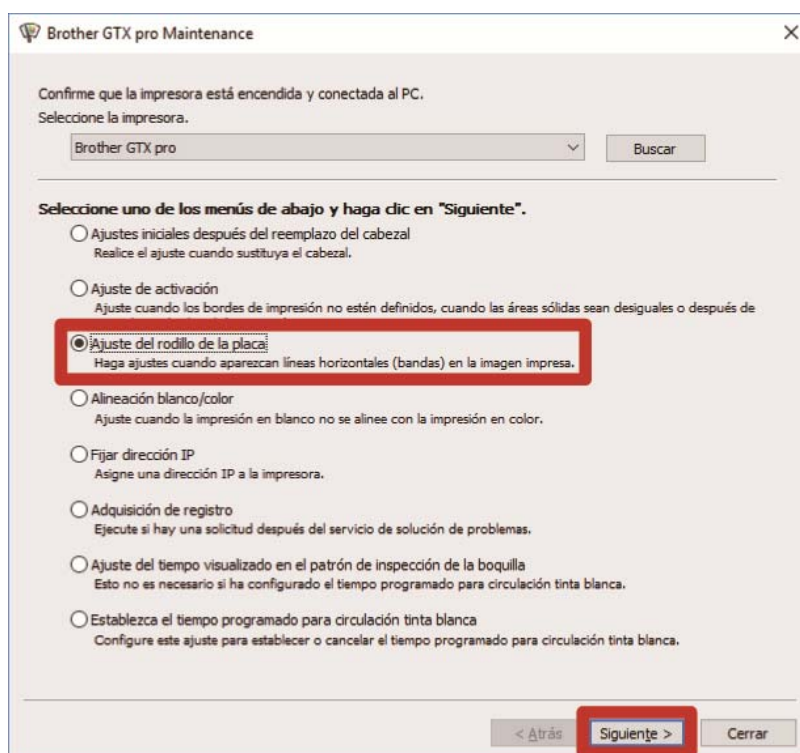 Brother GTX pro Maintenance
Confirme que la impresora está encendida y conectada al PC.
Seleccione la impresora.
Brother GTX pro
Buscar
Seleccione uno de los menús de abajo y haga clic en "Siguiente".
Ajustes iniciales después del reemplazo del cabezal
Realice el ajuste cuando sustituya el cabezal.
Ajuste de activación
Ajuste cuando los bordes de impresión no estén definidos, cuando las áreas sólidas sean desiguales o después de
Ajuste del rodillo de la placa
Haga ajustes cuando aparezcan líneas horizontales (bandas) en la imagen impresa.
Alineación blanco/color
Ajuste cuando la impresión en blanco no se alinee con la impresión en color.
Fijar dirección IP
Asigne una dirección IP a la impresora.
Adquisición de registro
Ejecute si hay una solicitud después del servicio de solución de problemas.
Ajuste del tiempo visualizado en el patrón de inspección de la boquilla
Esto no es necesario si ha configurado el tiempo programado para circulación tinta blanca.
Establezca el tiempo programado para circulación tinta blanca
Configure este ajuste para establecer o cancelar el tiempo programado para circulación tinta blanca.
< Atrás
Siguiente >
Cerrar